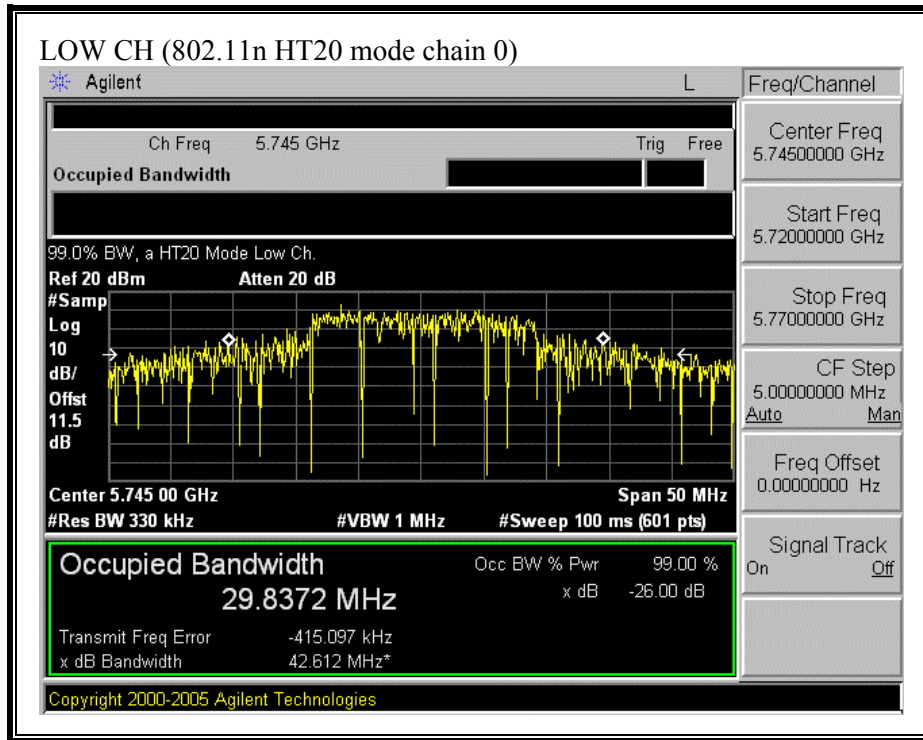 LOW CH (802.11n HT20 mode chain 0)
Agilent L Freq/Channel
Ch Freq 5.745 GHz Trig Free
Occupied Bandwidth
Center Freq
5.74500000 GHz
Start Freq
5.72000000 GHz
Stop Freq
5.77000000 GHz
CF Step
5.00000000 MHz
Auto Man
Freq Offset
0.00000000 Hz
Signal Track
On Off
99.0% BW, a HT20 Mode Low Ch.
Ref 20 dBm Atten 20 dB
#Samp
Log
10
dB/
Offst
11.5
dB
Center 5.745 00 GHz Span 50 MHz
#Res BW 330 kHz #VBW 1 MHz #Sweep 100 ms (601 pts)
Occupied Bandwidth Occ BW % Pwr 99.00 %
29.8372 MHz x dB -26.00 dB
Transmit Freq Error -415.097 kHz
x dB Bandwidth 42.612 MHz*
Copyright 2000-2005 Agilent Technologies